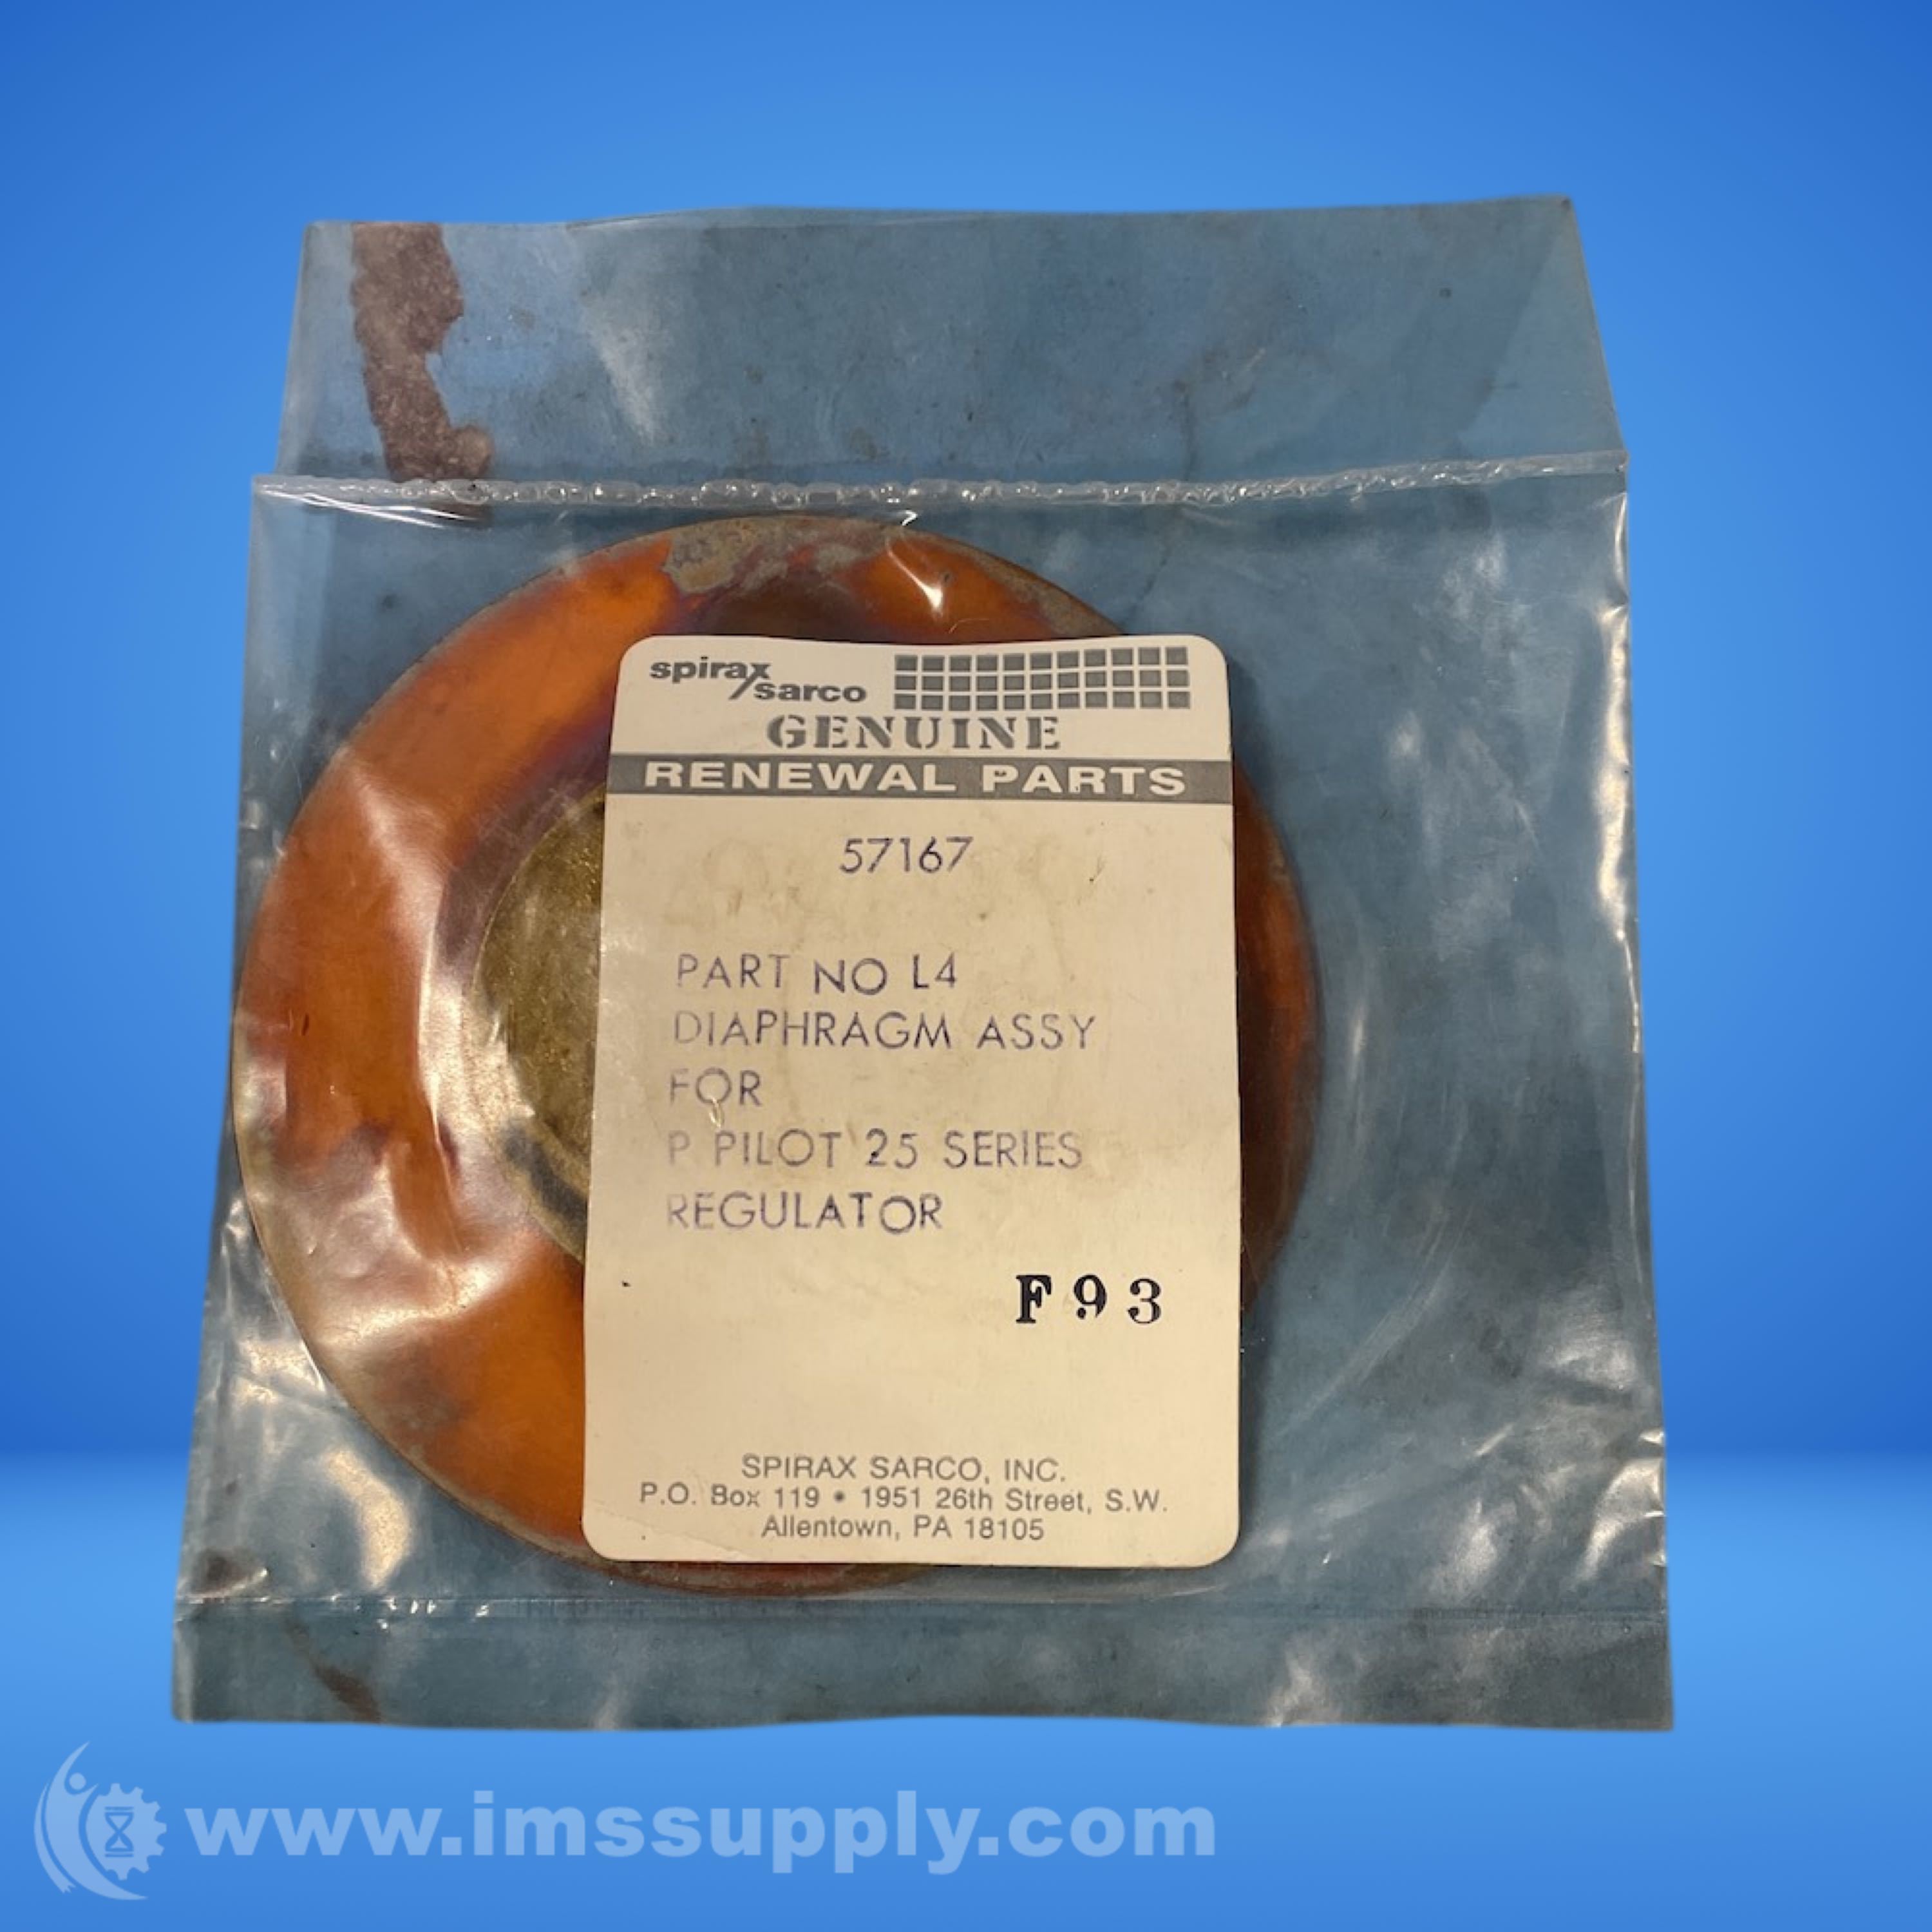 spirax
sarco
GENUINE
RENEWAL PARTS
57167
PART NO L4
DIAPHRAGM ASSY
FOR
P PILOT 25 SERIES
REGULATOR
F93
SPIRAX SARCO, INC.
P.O. Box 119 • 1951 26th Street, S.W.
Allentown, PA 18105
www.imssupply.com